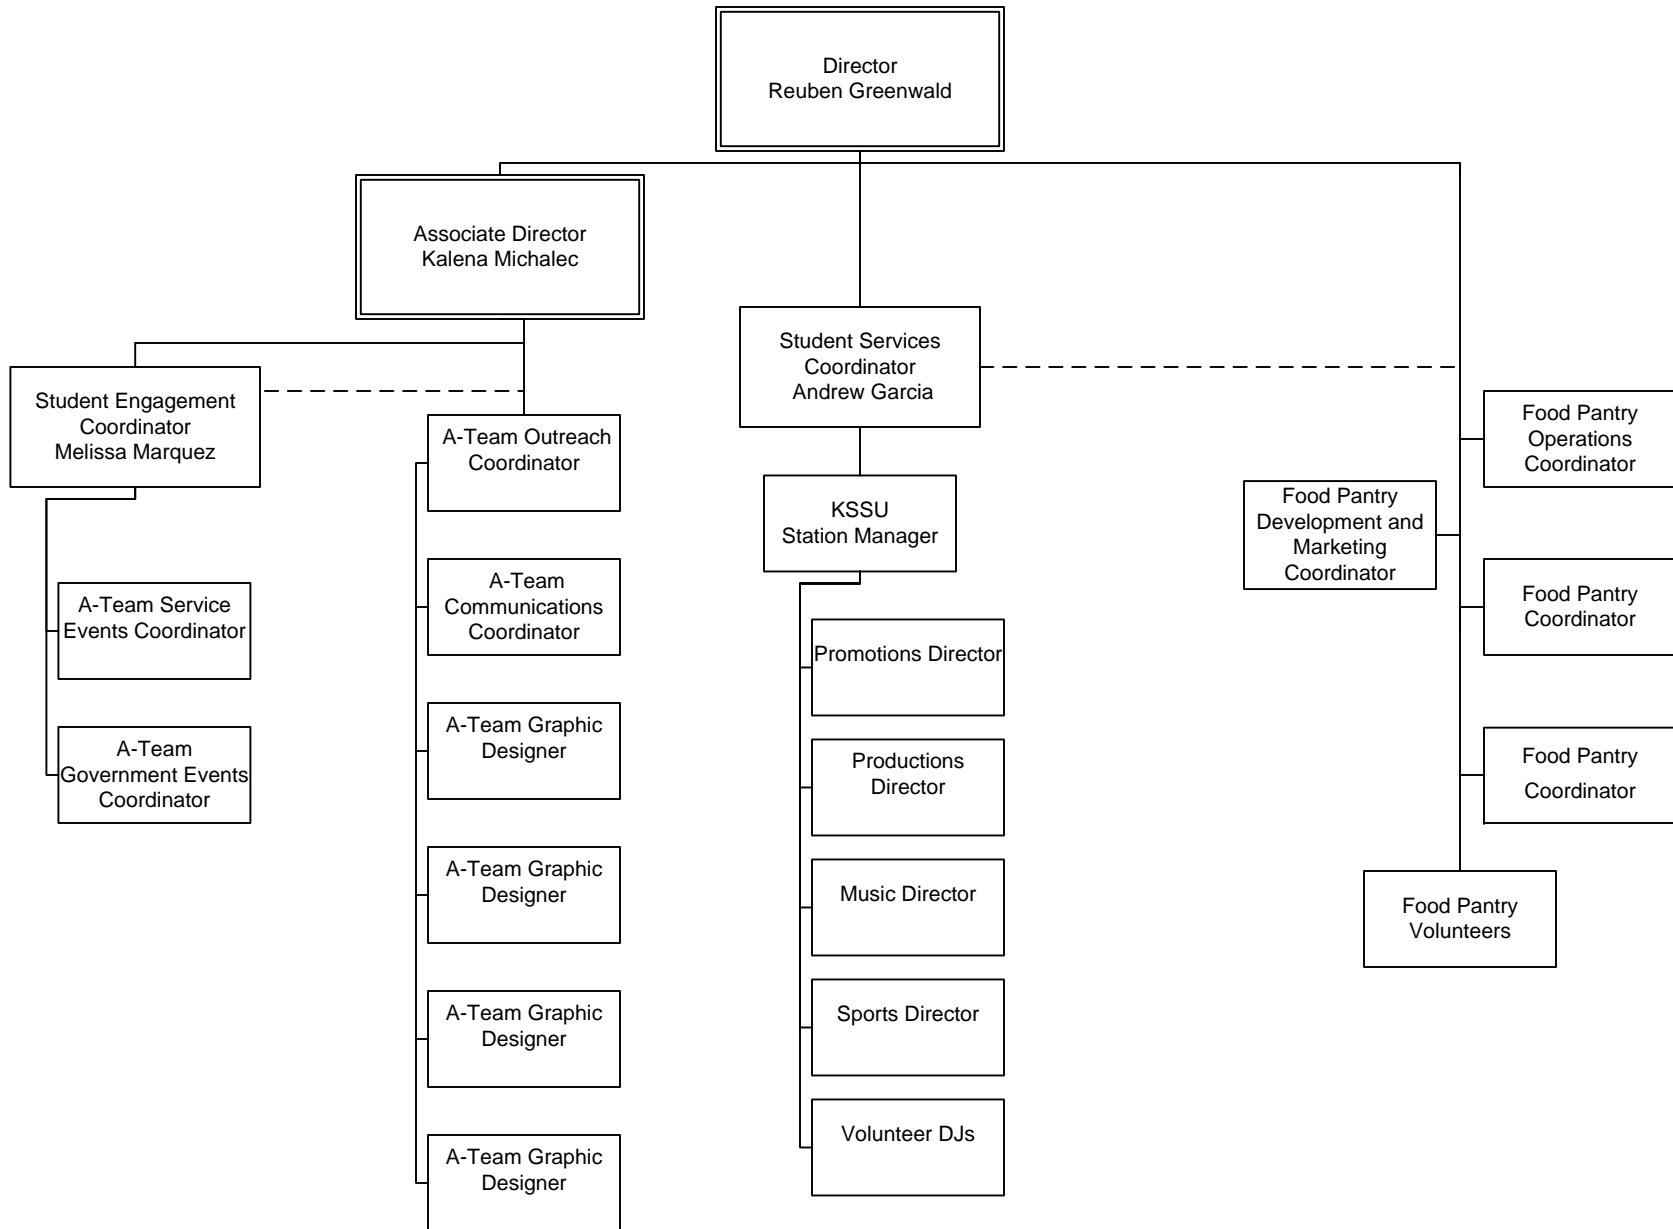 Director
Reuben Greenwald
Associate Director
Kalena Michalec
Student Services
Coordinator
Andrew Garcia
Student Engagement
Coordinator
Melissa Marquez
A-Team Service
Events Coordinator
A-Team
Government Events
Coordinator
A-Team Outreach
Coordinator
A-Team
Communications
Coordinator
A-Team Graphic
Designer
A-Team Graphic
Designer
A-Team Graphic
Designer
A-Team Graphic
Designer
KSSU
Station Manager
Promotions Director
Productions
Director
Music Director
Sports Director
Volunteer DJs
Food Pantry
Operations
Coordinator
Food Pantry
Development and
Marketing
Coordinator
Food Pantry
Coordinator
Food Pantry
Coordinator
Food Pantry
Volunteers